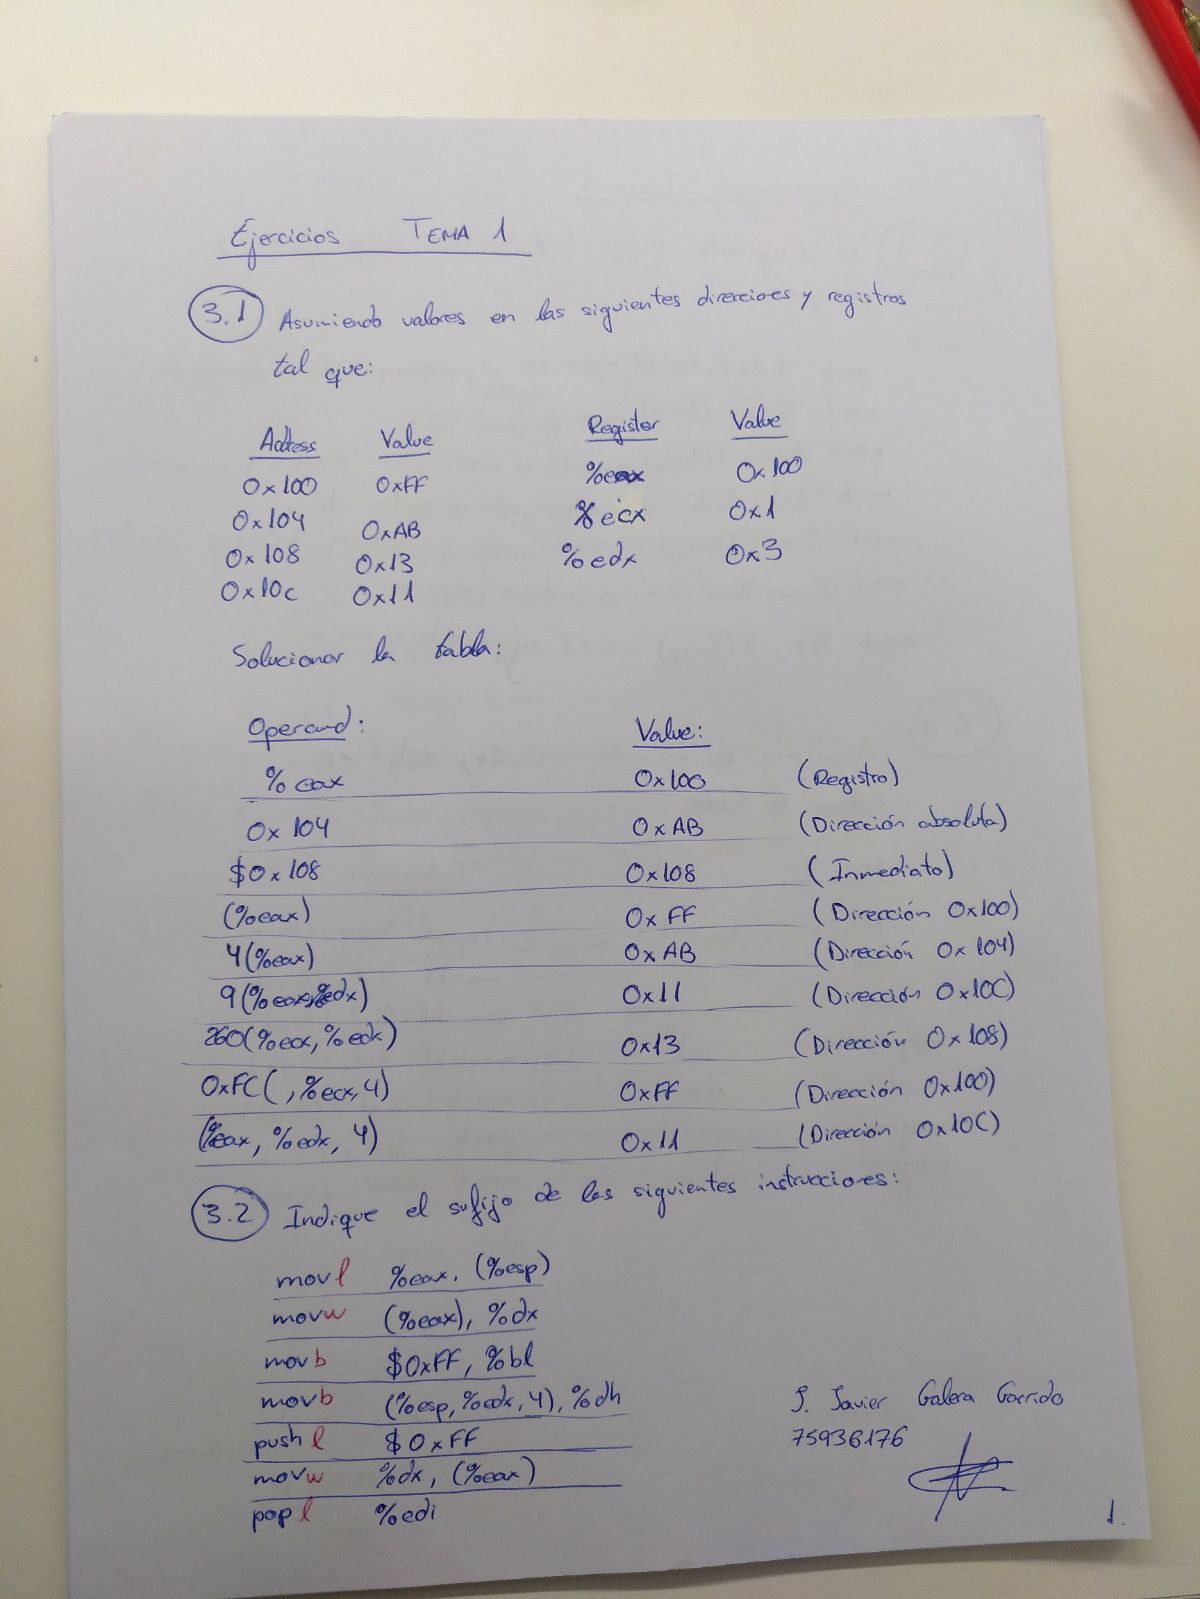 Ejercicios TEMA 1
3.1 Asumiendo valores en las siguientes direcciones y registros
tal que:
Address Value Register Value
0x100 0xFF %eax 0x100
0x104 0xAB %ecx 0x1
0x108 0x13 %edx 0x3
0x10c 0x11
Solucionar la tabla:
Operand: Value:
%eax 0x100 (Registro)
0x104 0xAB (Dirección absoluta)
$0x108 0x108 (Inmediato)
(%eax) 0xFF (Dirección 0x100)
4(%eax) 0xAB (Dirección 0x104)
9(%eax,%edx) 0x11 (Dirección 0x10C)
260(%ecx,%edx) 0x13 (Dirección 0x108)
0xFC(,%ecx,4) 0xFF (Dirección 0x100)
(%eax, %edx, 4) 0x11 (Dirección 0x10C)
3.2 Indique el sufijo de las siguientes instrucciones:
movl %eax, (%esp)
movw (%eax), %dx
movb $0xFF, %bl
movb (%esp, %edx, 4), %dh
pushl $0xFF
movw %dx, (%eax)
popl %edi
J. Javier Galera Garrido
75936176
1.